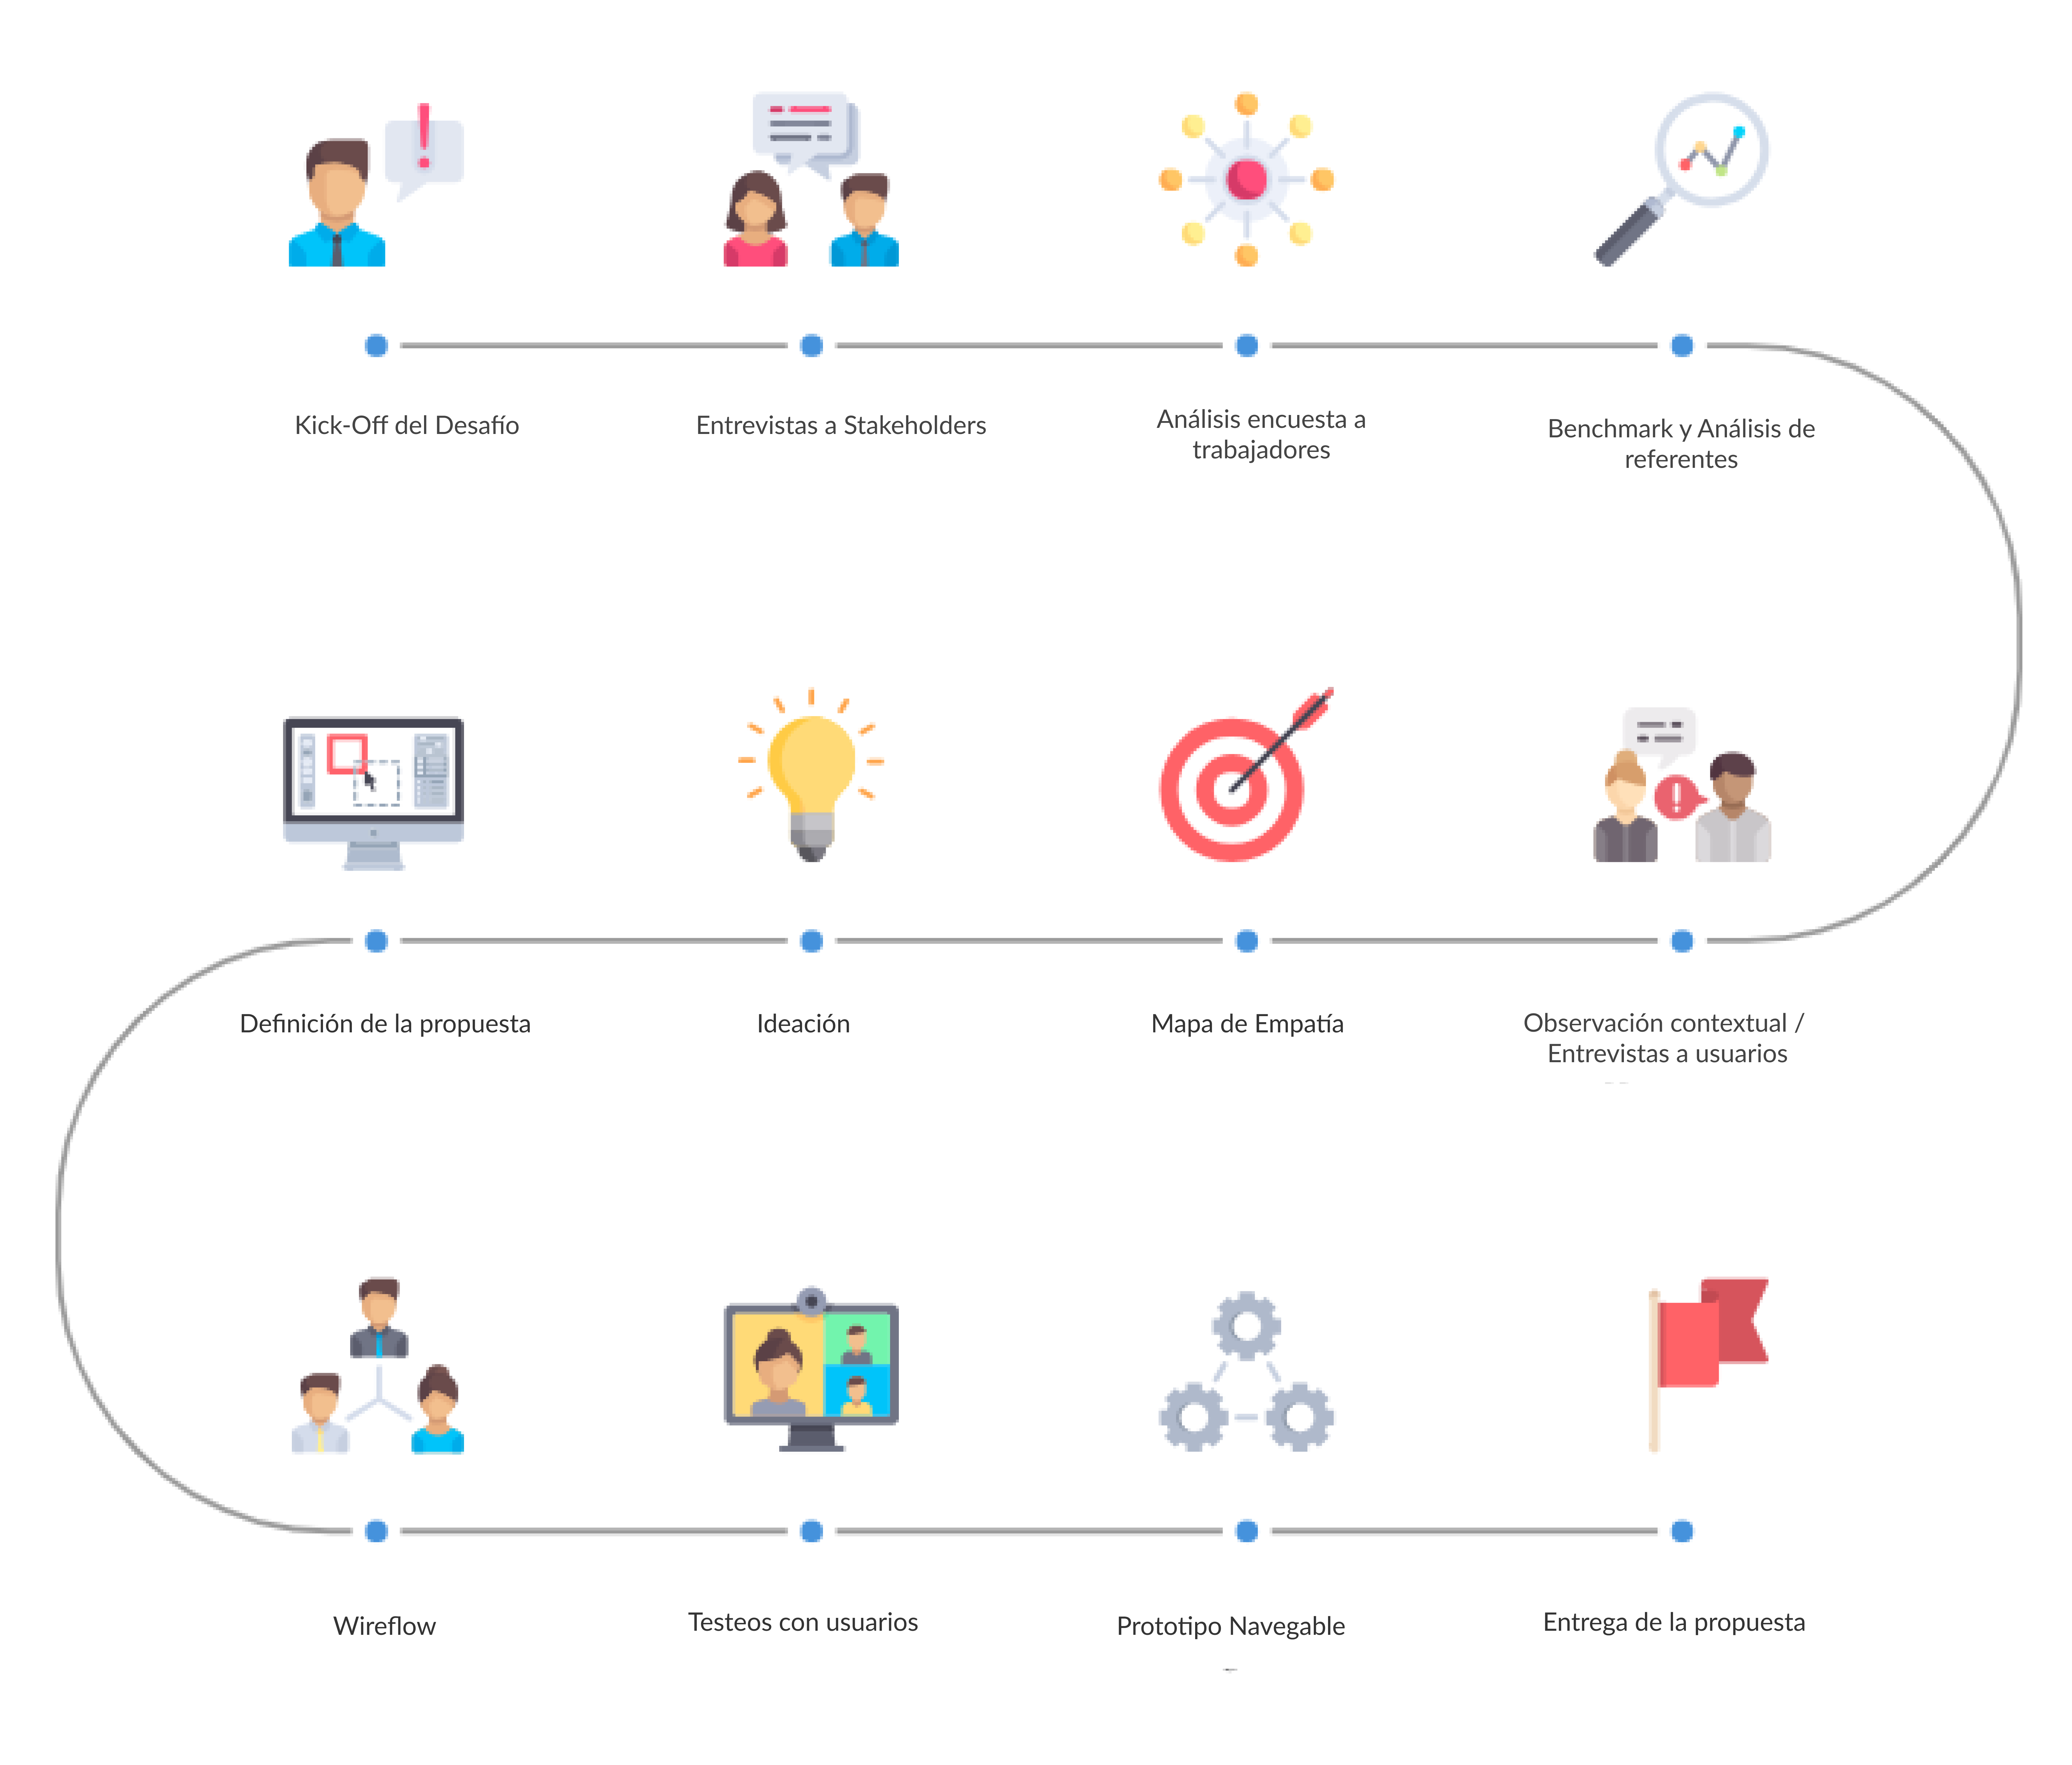 Kick-Off del Desafío
Entrevistas a Stakeholders
Análisis encuesta a
trabajadores
Benchmark y Análisis de
referentes
Definición de la propuesta
Ideación
Mapa de Empatía
Observación contextual /
Entrevistas a usuarios
Wireflow
Testeos con usuarios
Prototipo Navegable
Entrega de la propuesta